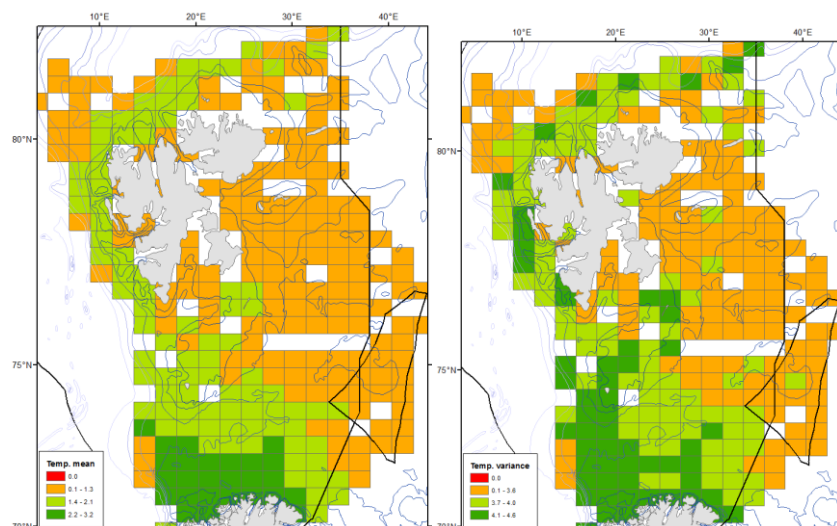 10°E 20°E 30°E 40°E
80°N
75°N
Temp. mean
0.0
0.1 - 1.3
1.4 - 2.1
2.2 - 3.2
10°E 20°E 30°E 40°E
80°N
75°N
Temp. variance
0.0
0.1 - 3.6
3.7 - 4.0
4.1 - 4.6